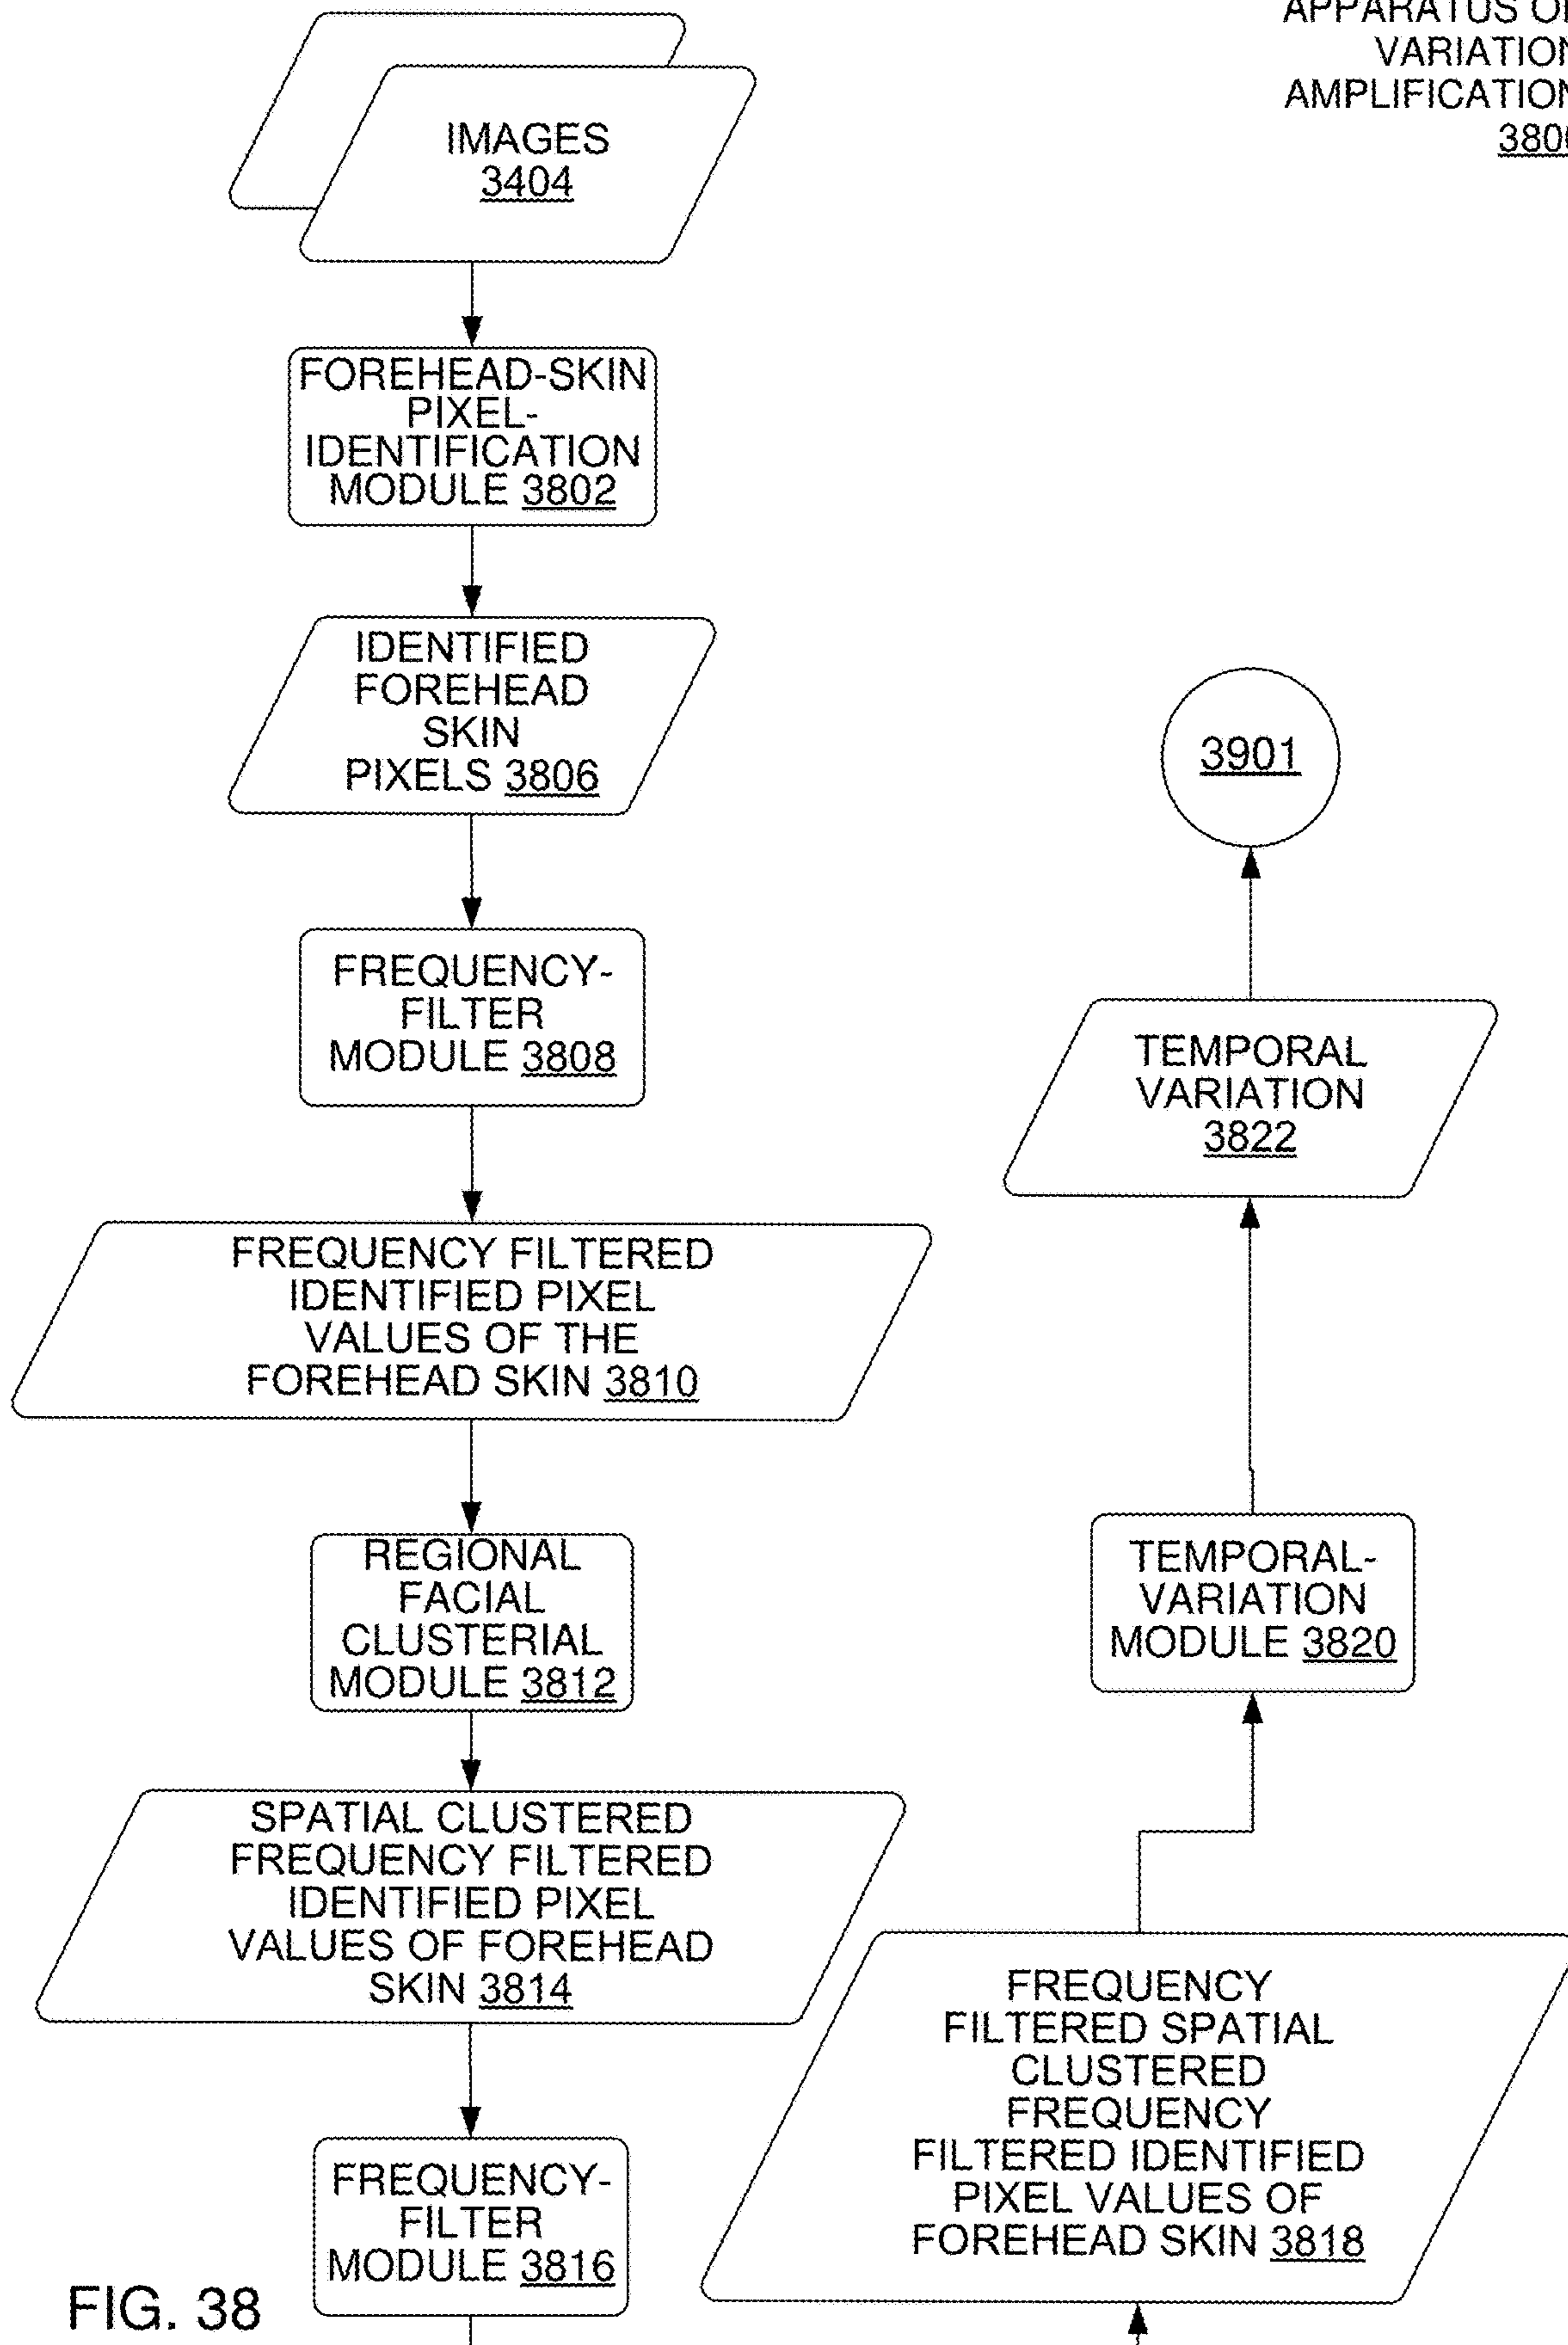 APPARATUS OF
VARIATION
AMPLIFICATION
IMAGES
3404
FOREHEAD-SKIN
PIXEL-
IDENTIFICATION
MODULE 3802
IDENTIFIED
FOREHEAD
SKIN
PIXELS 3806
FREQUENCY-
FILTER
MODULE 3808
FREQUENCY FILTERED
IDENTIFIED PIXEL
VALUES OF THE
FOREHEAD SKIN 3810
REGIONAL
FACIAL
CLUSTERIAL
MODULE 3812
SPATIAL CLUSTERED
FREQUENCY FILTERED
IDENTIFIED PIXEL
VALUES OF FOREHEAD
SKIN 3814
FREQUENCY-
FILTER
MODULE 3816
FREQUENCY
FILTERED SPATIAL
CLUSTERED
FREQUENCY
FILTERED IDENTIFIED
PIXEL VALUES OF
FOREHEAD SKIN 3818
TEMPORAL-
VARIATION
MODULE 3820
TEMPORAL
VARIATION
3822
3901
FIG. 38